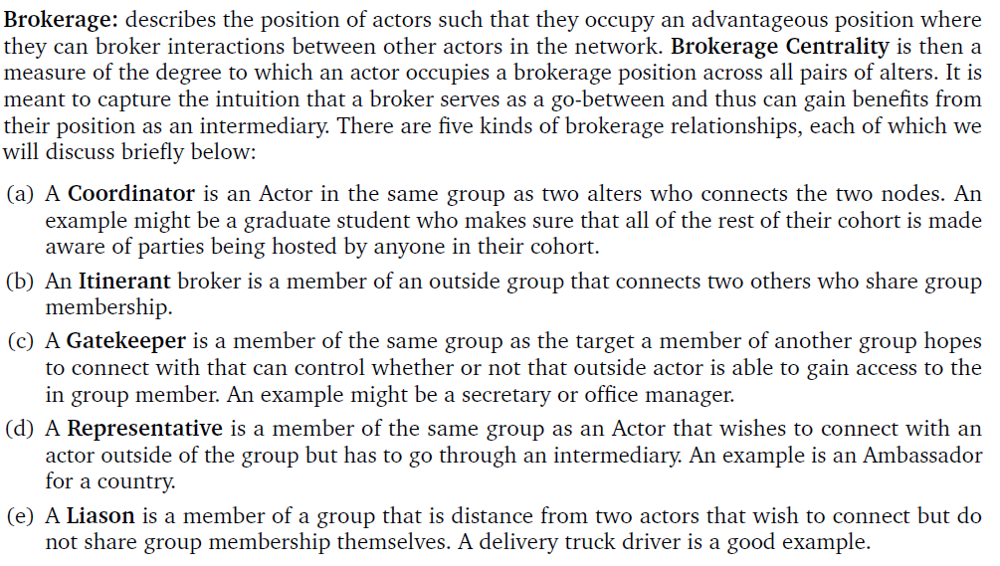 Brokerage: describes the position of actors such that they occupy an advantageous position where
they can broker interactions between other actors in the network. Brokerage Centrality is then a
measure of the degree to which an actor occupies a brokerage position across all pairs of alters. It is
meant to capture the intuition that a broker serves as a go-between and thus can gain benefits from
their position as an intermediary. There are five kinds of brokerage relationships, each of which we
will discuss briefly below:
(a) A Coordinator is an Actor in the same group as two alters who connects the two nodes. An
example might be a graduate student who makes sure that all of the rest of their cohort is made
aware of parties being hosted by anyone in their cohort.
(b) An Itinerant broker is a member of an outside group that connects two others who share group
membership.
(c) A Gatekeeper is a member of the same group as the target a member of another group hopes
to connect with that can control whether or not that outside actor is able to gain access to the
in group member. An example might be a secretary or office manager.
(d) A Representative is a member of the same group as an Actor that wishes to connect with an
actor outside of the group but has to go through an intermediary. An example is an Ambassador
for a country.
(e) A Liason is a member of a group that is distance from two actors that wish to connect but do
not share group membership themselves. A delivery truck driver is a good example.